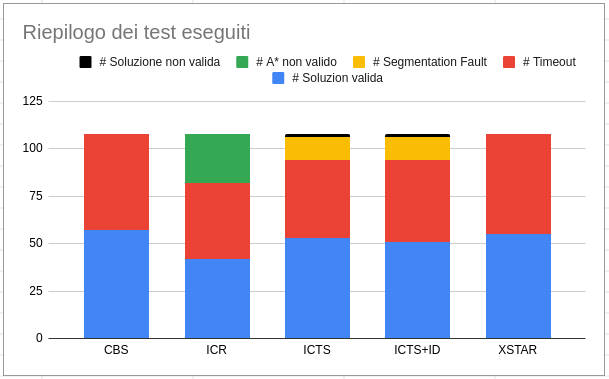 Riepilogo dei test eseguiti
# Soluzione non valida # A* non valido # Segmentation Fault # Timeout
# Soluzion valida
125
100
75
50
25
0
CBS ICR ICTS ICTS+ID XSTAR